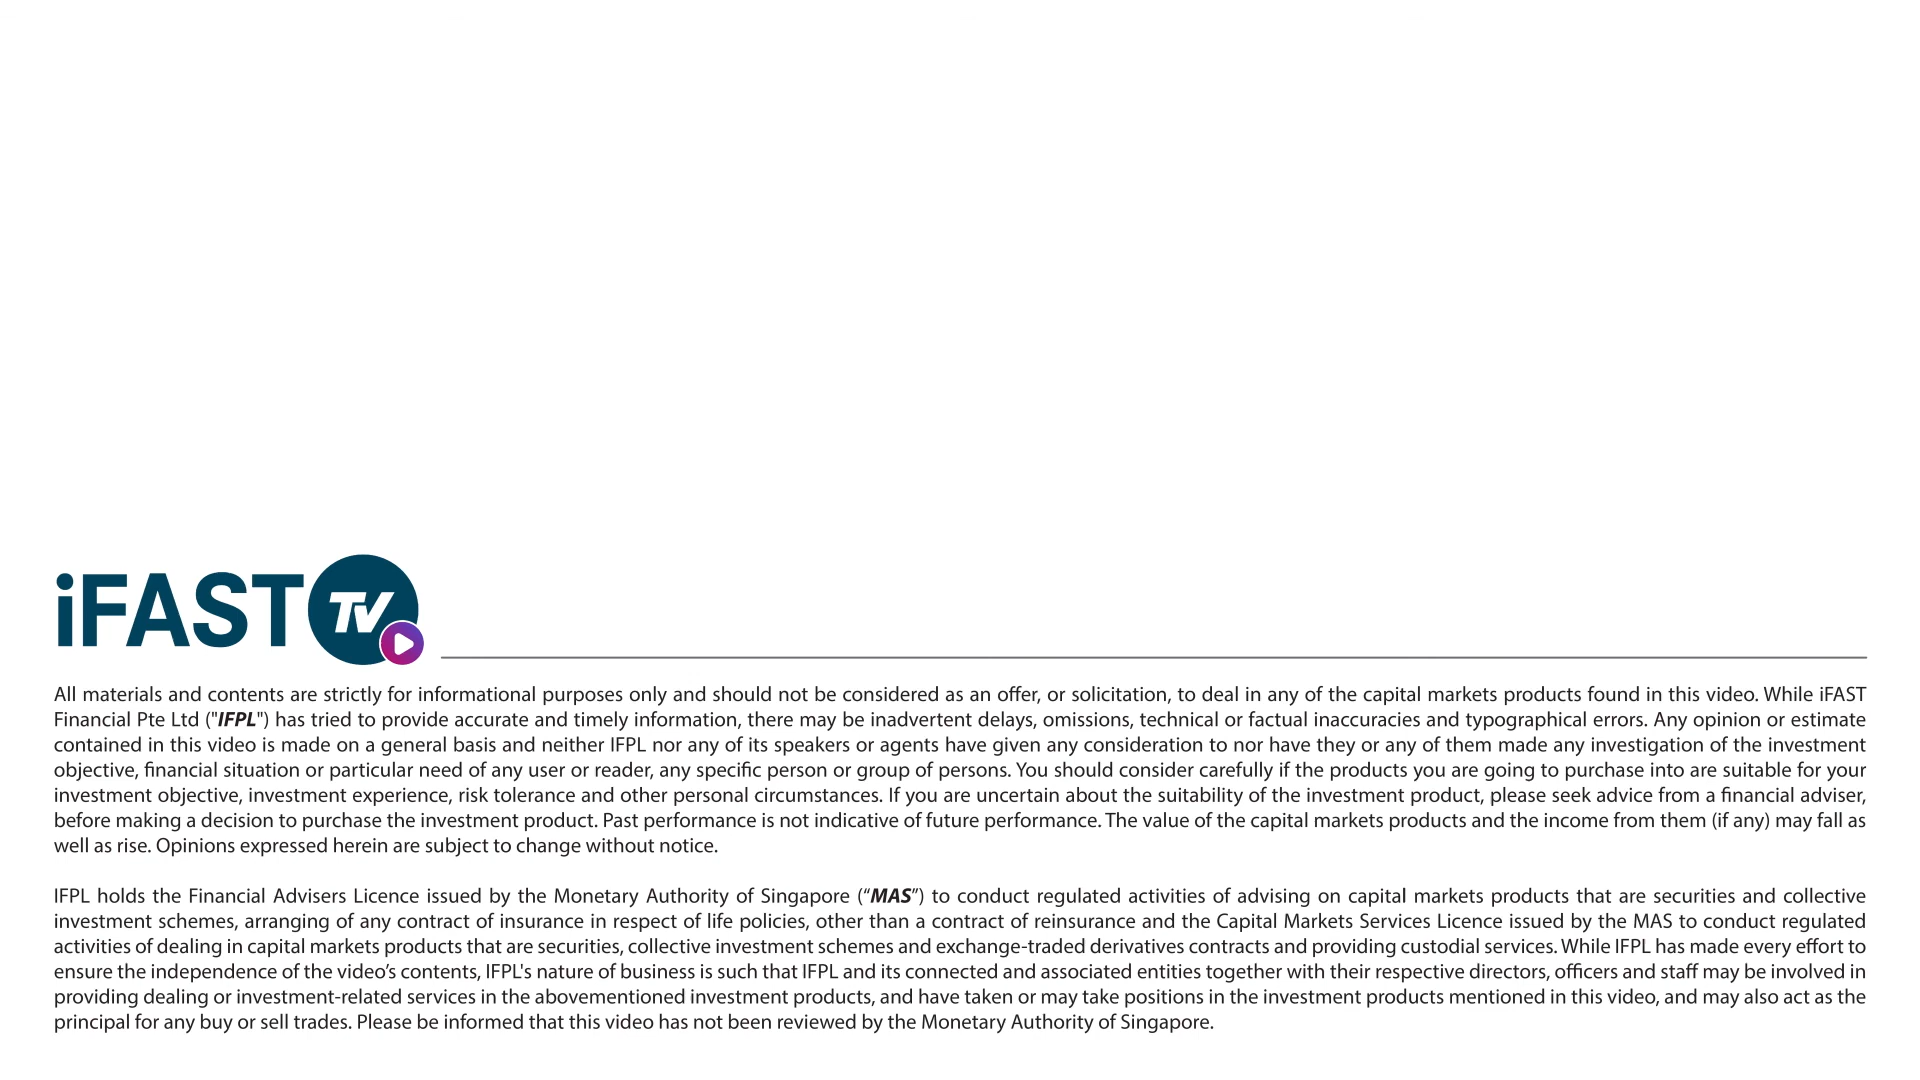 iFAST TV
All materials and contents are strictly for informational purposes only and should not be considered as an offer, or solicitation, to deal in any of the capital markets products found in this video. While iFAST
Financial Pte Ltd ("IFPL") has tried to provide accurate and timely information, there may be inadvertent delays, omissions, technical or factual inaccuracies and typographical errors. Any opinion or estimate
contained in this video is made on a general basis and neither IFPL nor any of its speakers or agents have given any consideration to nor have they or any of them made any investigation of the investment
objective, financial situation or particular need of any user or reader, any specific person or group of persons. You should consider carefully if the products you are going to purchase into are suitable for your
investment objective, investment experience, risk tolerance and other personal circumstances. If you are uncertain about the suitability of the investment product, please seek advice from a financial adviser,
before making a decision to purchase the investment product. Past performance is not indicative of future performance. The value of the capital markets products and the income from them (if any) may fall as
well as rise. Opinions expressed herein are subject to change without notice.
IFPL holds the Financial Advisers Licence issued by the Monetary Authority of Singapore (“MAS”) to conduct regulated activities of advising on capital markets products that are securities and collective
investment schemes, arranging of any contract of insurance in respect of life policies, other than a contract of reinsurance and the Capital Markets Services Licence issued by the MAS to conduct regulated
activities of dealing in capital markets products that are securities, collective investment schemes and exchange-traded derivatives contracts and providing custodial services. While IFPL has made every effort to
ensure the independence of the video’s contents, IFPL's nature of business is such that IFPL and its connected and associated entities together with their respective directors, officers and staff may be involved in
providing dealing or investment-related services in the abovementioned investment products, and have taken or may take positions in the investment products mentioned in this video, and may also act as the
principal for any buy or sell trades. Please be informed that this video has not been reviewed by the Monetary Authority of Singapore.